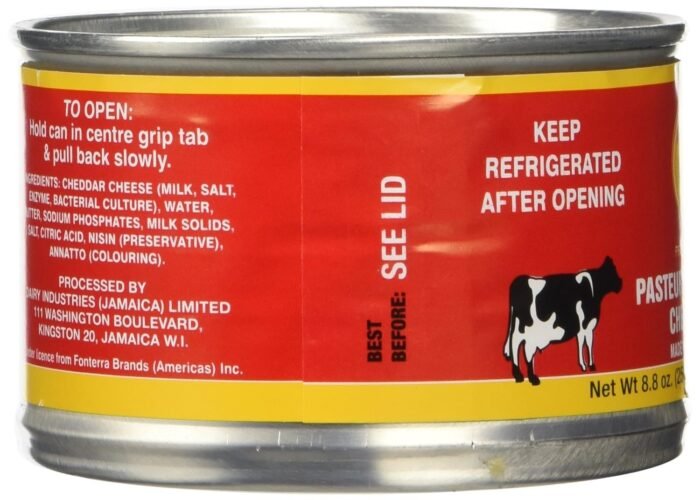 TO OPEN:
Hold can in centre grip tab
& pull back slowly.
INGREDIENTS: CHEDDAR CHEESE (MILK, SALT,
ENZYME, BACTERIAL CULTURE), WATER,
BUTTER, SODIUM PHOSPHATES, MILK SOLIDS,
SALT, CITRIC ACID, NISIN (PRESERVATIVE),
ANNATTO (COLOURING).
PROCESSED BY
DAIRY INDUSTRIES (JAMAICA) LIMITED
111 WASHINGTON BOULEVARD,
KINGSTON 20, JAMAICA W.I.
licence from Fonterra Brands (Americas) Inc.
BEST
BEFORE: SEE LID
KEEP
REFRIGERATED
AFTER OPENING
MADE
Net Wt 8.8 oz.